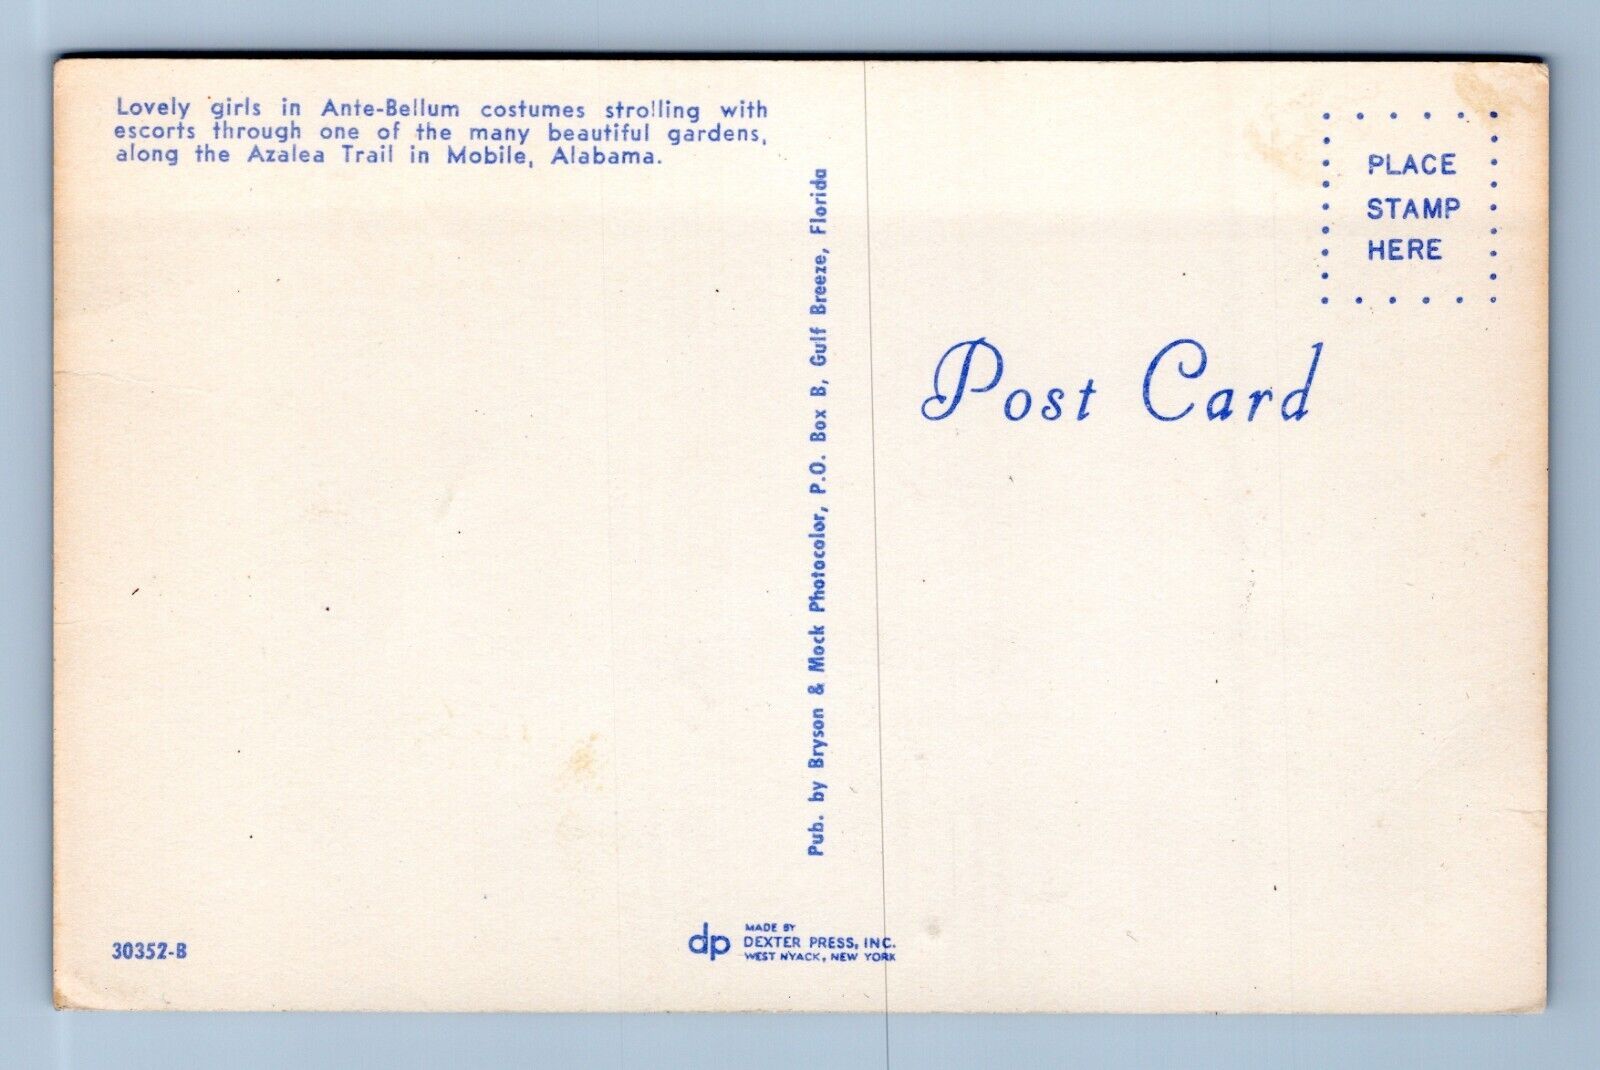 Lovely girls in Ante-Bellum costumes strolling with
escorts through one of the many beautiful gardens,
along the Azalea Trail in Mobile, Alabama.
PLACE
STAMP
HERE
Post Card
Pub. by Bryson & Mock Photocolor, P.O. Box B, Gulf Breeze, Florida
30352-B
dp
MADE BY
DEXTER PRESS, INC.
WEST NYACK, NEW YORK